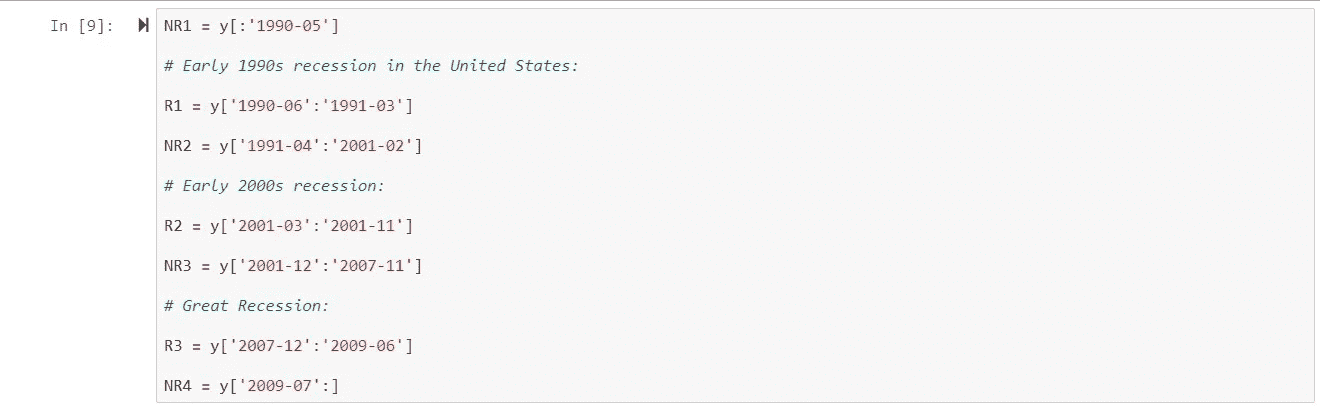 In [9]: NR1 = y[:'1990-05']
# Early 1990s recession in the United States:
R1 = y['1990-06':'1991-03']
NR2 = y['1991-04':'2001-02']
# Early 2000s recession:
R2 = y['2001-03':'2001-11']
NR3 = y['2001-12':'2007-11']
# Great Recession:
R3 = y['2007-12':'2009-06']
NR4 = y['2009-07':]